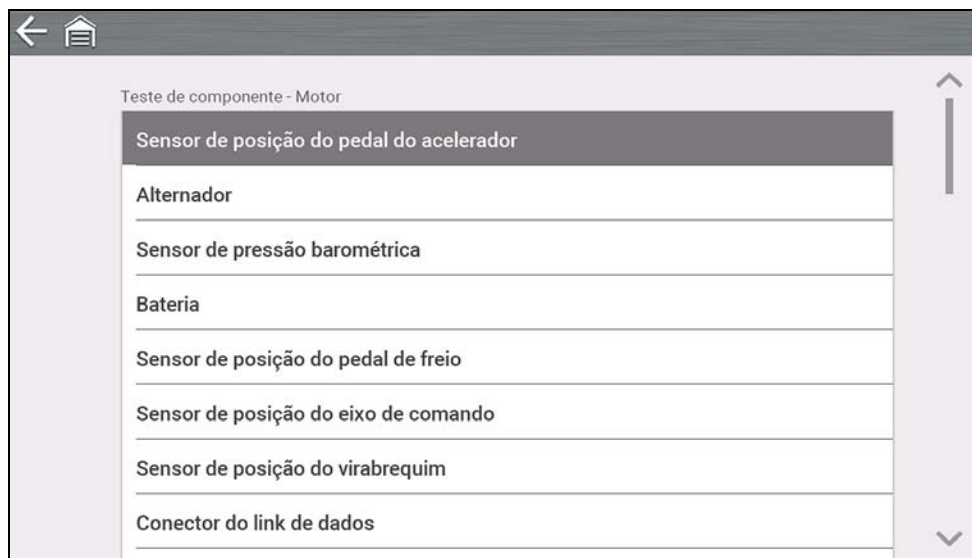 Teste de componente - Motor
Sensor de posição do pedal do acelerador
Alternador
Sensor de pressão barométrica
Bateria
Sensor de posição do pedal de freio
Sensor de posição do eixo de comando
Sensor de posição do virabrequim
Conector do link de dados